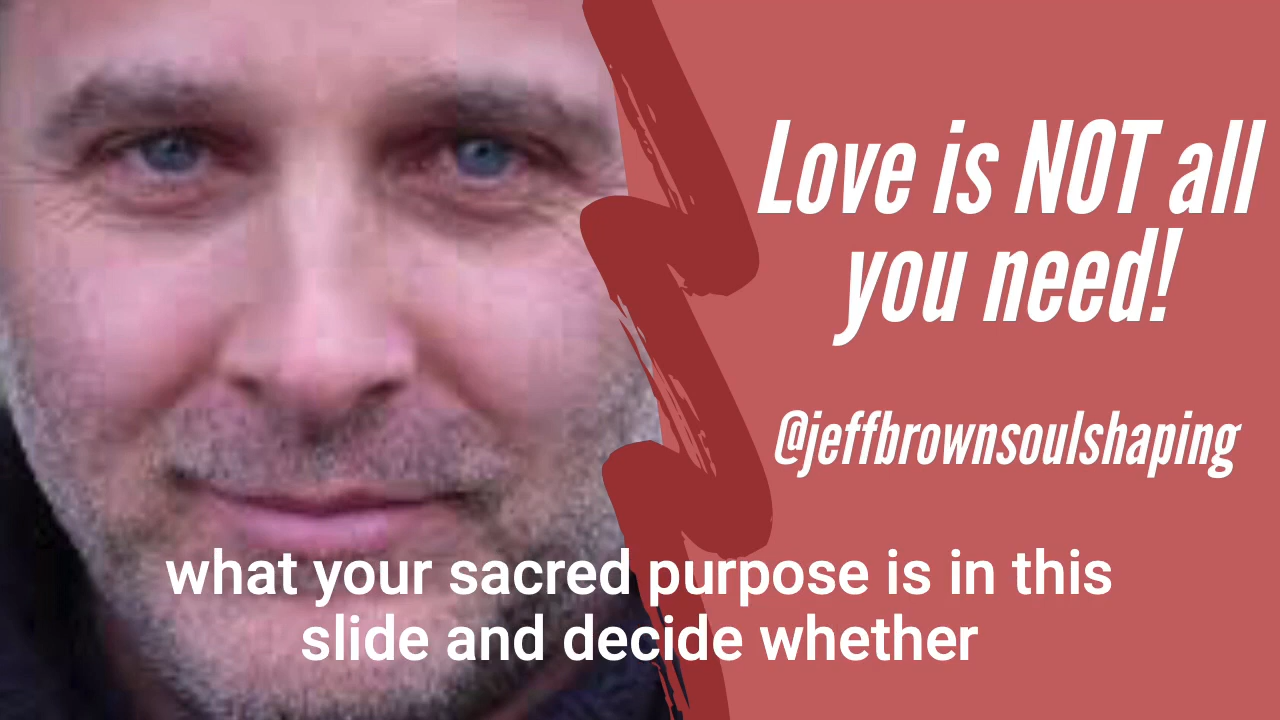 Love is NOT all
you need!
@jeffbrownsoulshaping
what your sacred purpose is in this
slide and decide whether